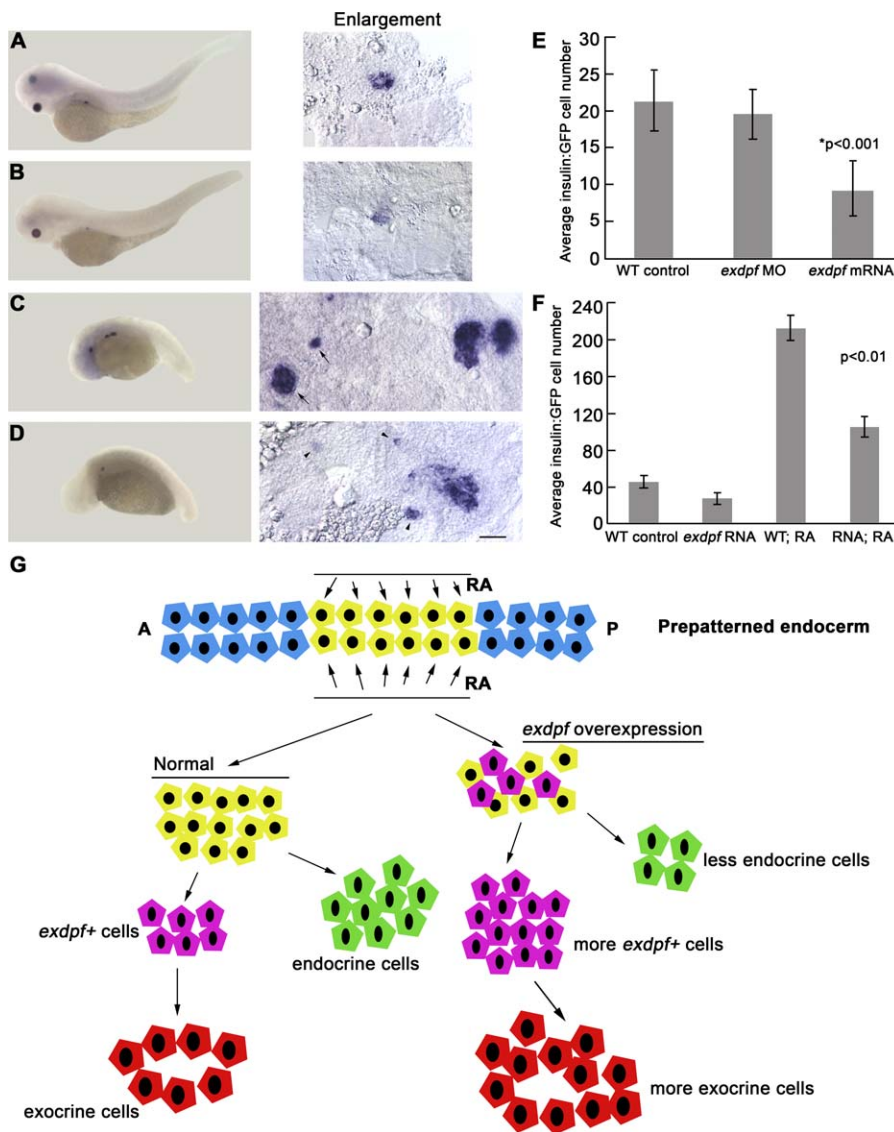 Enlargement
A
B
C
D
E
Average insulin:GFP cell number
30
25
20
15
10
5
0
*p<0.001
WT control
exdpf MO
exdpf mRNA
F
Average insulin:GFP cell number
240
200
160
120
80
40
0
p<0.01
WT control
exdpf RNA
WT; RA
RNA; RA
G
RA
A
P
Prepatterned endocerm
RA
Normal
exdpf overexpression
less endocrine cells
exdpf+ cells
endocrine cells
more exdpf+ cells
exocrine cells
more exocrine cells